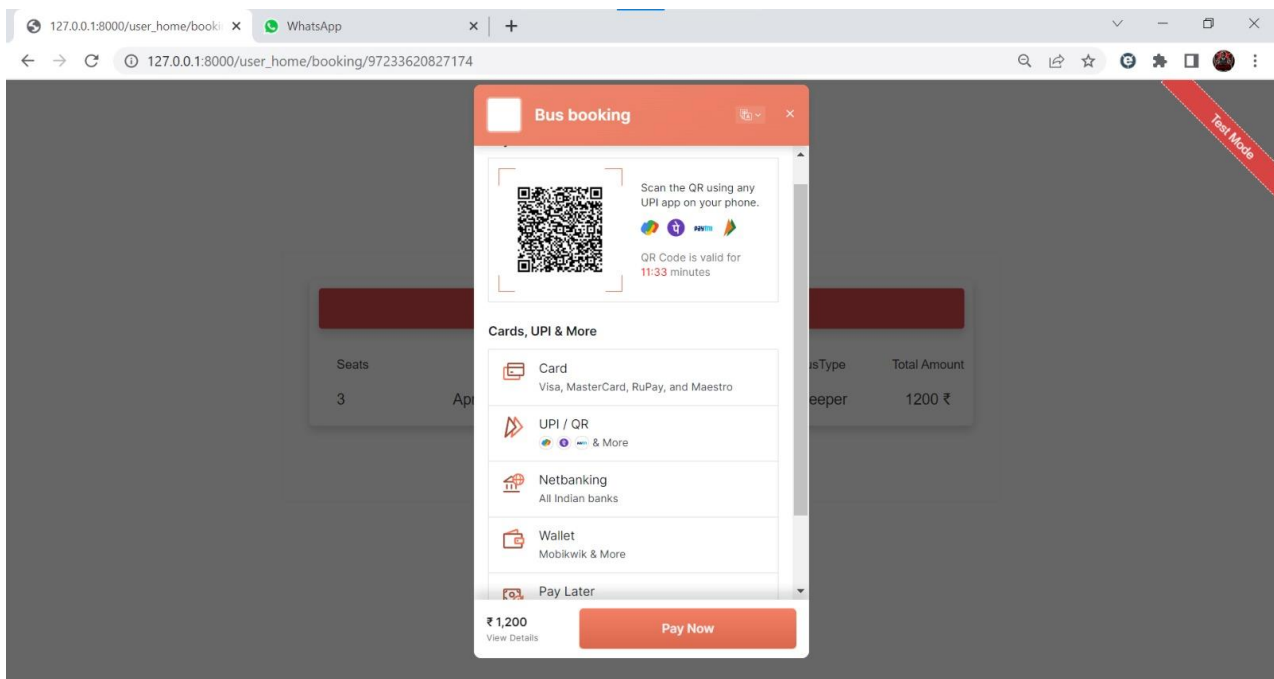 127.0.0.1:8000/user_home/booki
WhatsApp
127.0.0.1:8000/user_home/booking/97233620827174
Test Mode
Bus booking
Scan the QR using any
UPI app on your phone.
paytm
QR Code is valid for
11:33 minutes
Cards, UPI & More
Card
Visa, MasterCard, RuPay, and Maestro
UPI / QR
& More
Netbanking
All Indian banks
Wallet
Mobikwik & More
Pay Later
₹ 1,200
View Details
Pay Now
Seats
usType
Total Amount
3
Apr
eeper
1200 ₹